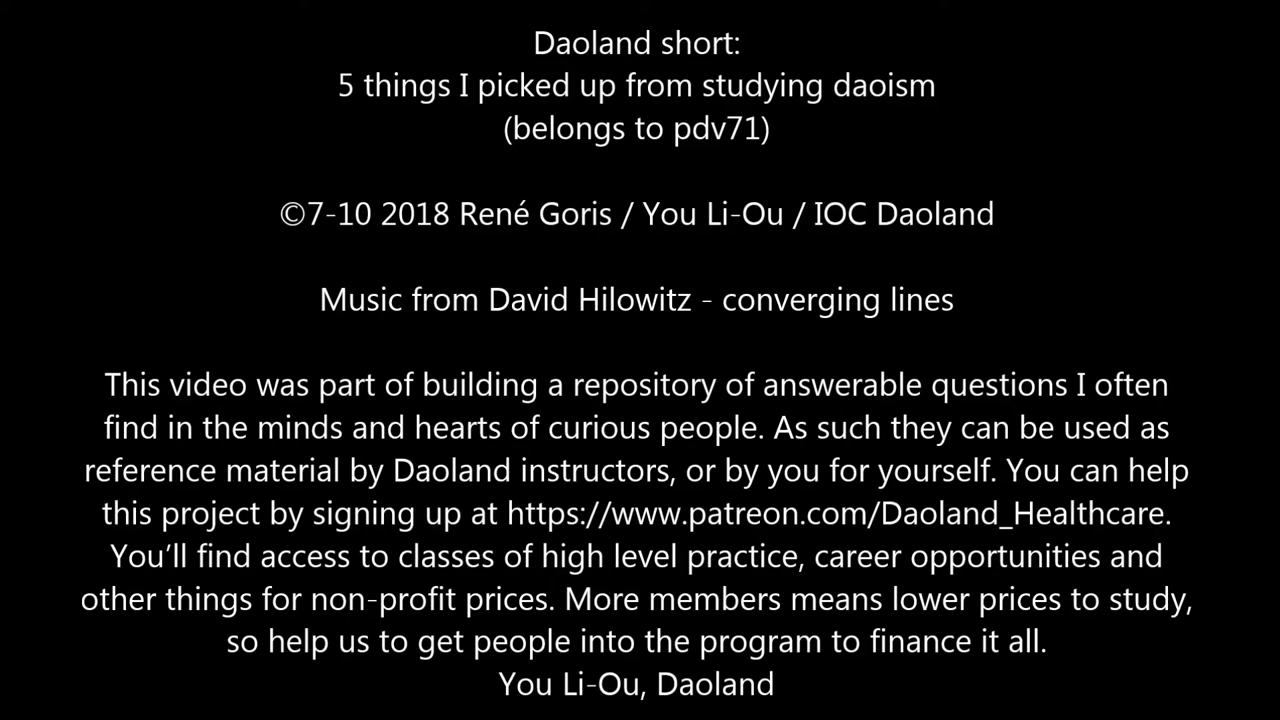 Daoland short:
5 things I picked up from studying daoism
(belongs to pdv71)
©7-10 2018 René Goris / You Li-Ou / IOC Daoland
Music from David Hilowitz - converging lines
This video was part of building a repository of answerable questions I often
find in the minds and hearts of curious people. As such they can be used as
reference material by Daoland instructors, or by you for yourself. You can help
this project by signing up at https://www.patreon.com/Daoland_Healthcare.
You’ll find access to classes of high level practice, career opportunities and
other things for non-profit prices. More members means lower prices to study,
so help us to get people into the program to finance it all.
You Li-Ou, Daoland